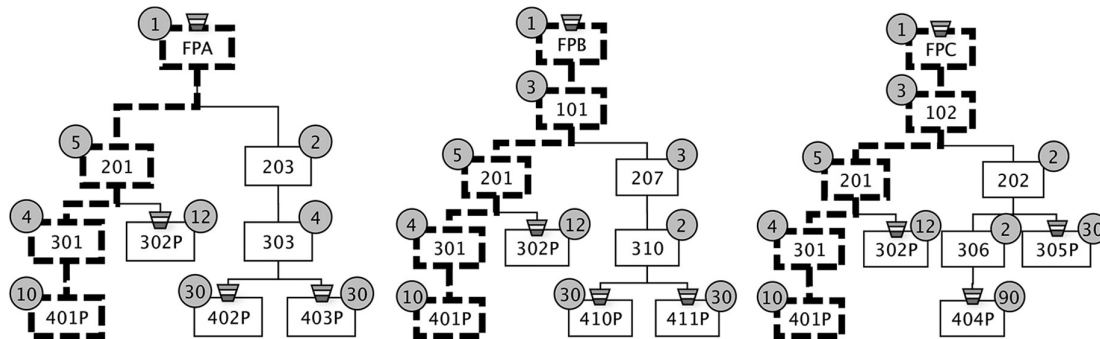 1 1 1
FPA FPB FPC
3 3
101 102
5 2 5 3 5 2
201 203 201 207 201 202
4 12 4 4 12 2 4 12 2 30
301 302P 303 301 302P 310 301 302P 306 305P
10 30 30 10 30 30 10 90
401P 402P 403P 401P 410P 411P 401P 404P